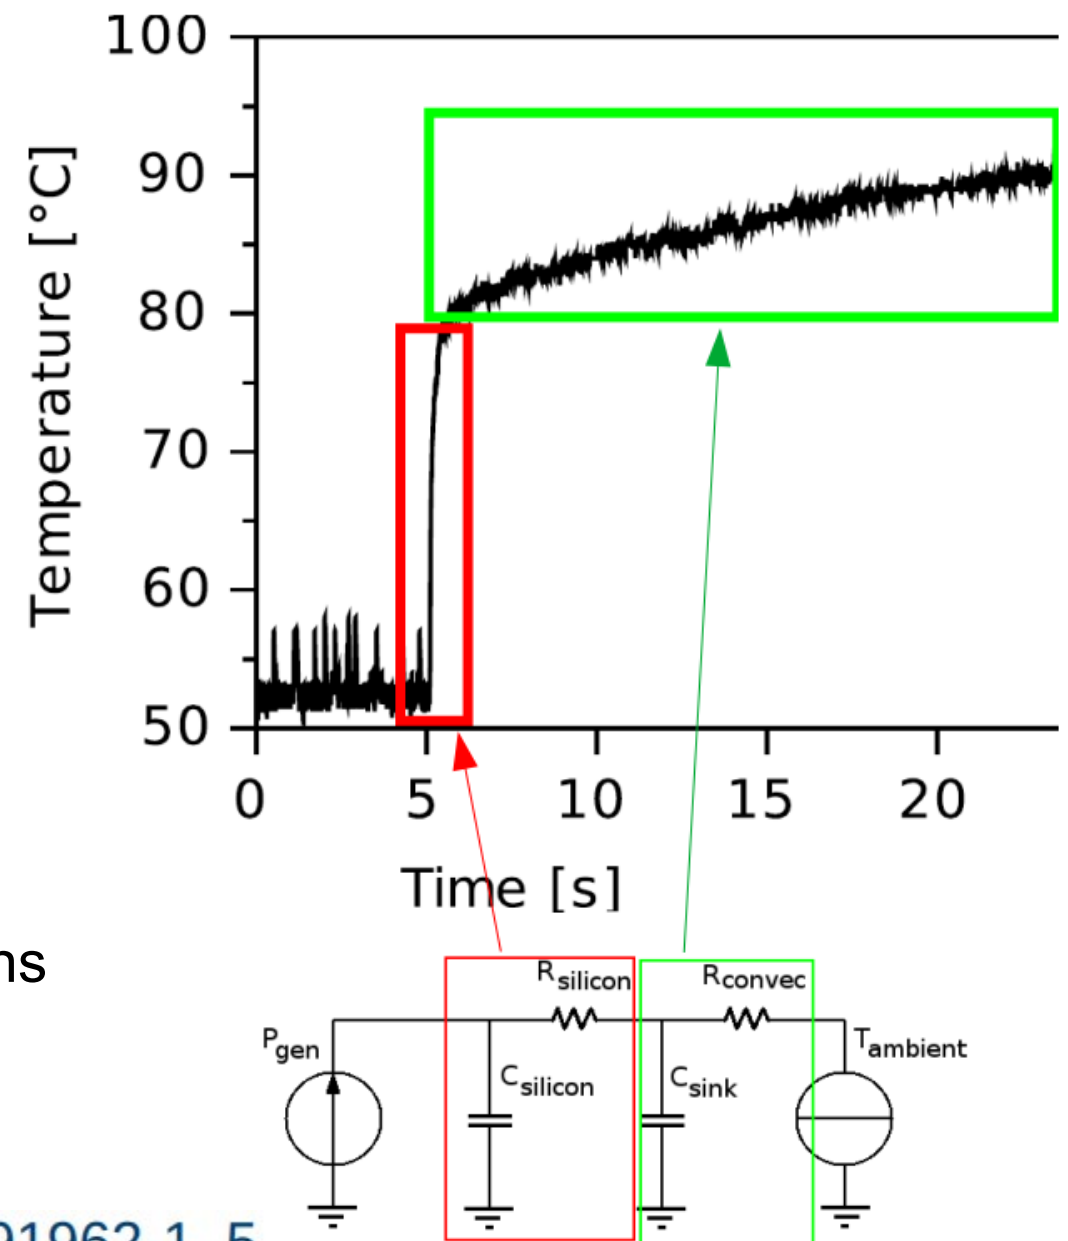 100
90
80
70
60
50
Temperature [°C]
0 5 10 15 20
Time [s]
ns
Rsilicon Rconvec
Pgen Tambient
Csilicon Csink